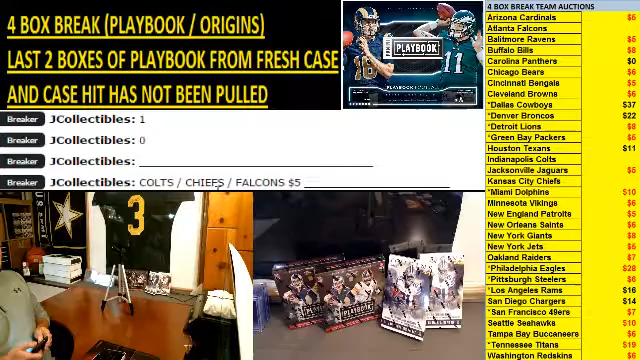 4 BOX BREAK (PLAYBOOK / ORIGINS)
LAST 2 BOXES OF PLAYBOOK FROM FRESH CASE
AND CASE HIT HAS NOT BEEN PULLED
PLAYBOOK
Breaker JCollectibles: 1
Breaker JCollectibles: 0
Breaker JCollectibles:
Breaker JCollectibles: COLTS / CHIEFS / FALCONS $5
3
PLAYBOOK
4 BOX BREAK TEAM AUCTIONS
Arizona Cardinals $6
Atlanta Falcons
Balitmore Ravens $5
Buffalo Bills $8
Carolina Panthers $0
Chicago Bears $6
Cincinnati Bengals $5
Cleveland Browns $6
*Dallas Cowboys $37
*Denver Broncos $22
*Detroit Lions $8
*Green Bay Packers $6
Houston Texans $11
Indianapolis Colts
Jacksonville Jaguars $5
Kansas City Chiefs
*Miami Dolphins $10
Minnesota Vikings $6
New England Patroits $5
New Orleans Saints $6
New York Giants $8
New York Jets $6
Oakland Raiders $7
*Philadelphia Eagles $28
*Pittsburgh Steelers $6
*Los Angeles Rams $16
San Diego Chargers $14
*San Francisco 49ers $7
Seattle Seahawks $10
Tampa Bay Buccaneers $6
*Tennesee Titans $19
Washington Redskins $6